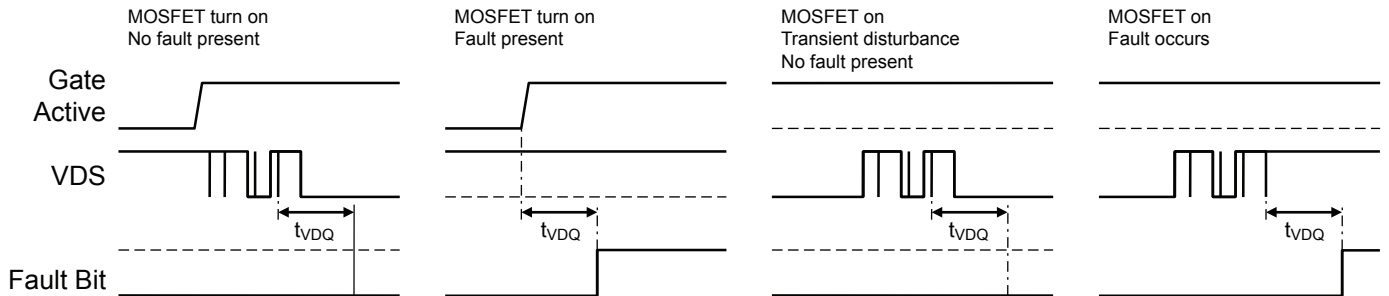 MOSFET turn on
No fault present
MOSFET turn on
Fault present
MOSFET on
Transient disturbance
No fault present
MOSFET on
Fault occurs
Gate
Active
VDS
tVDQ
tVDQ
tVDQ
tVDQ
Fault Bit